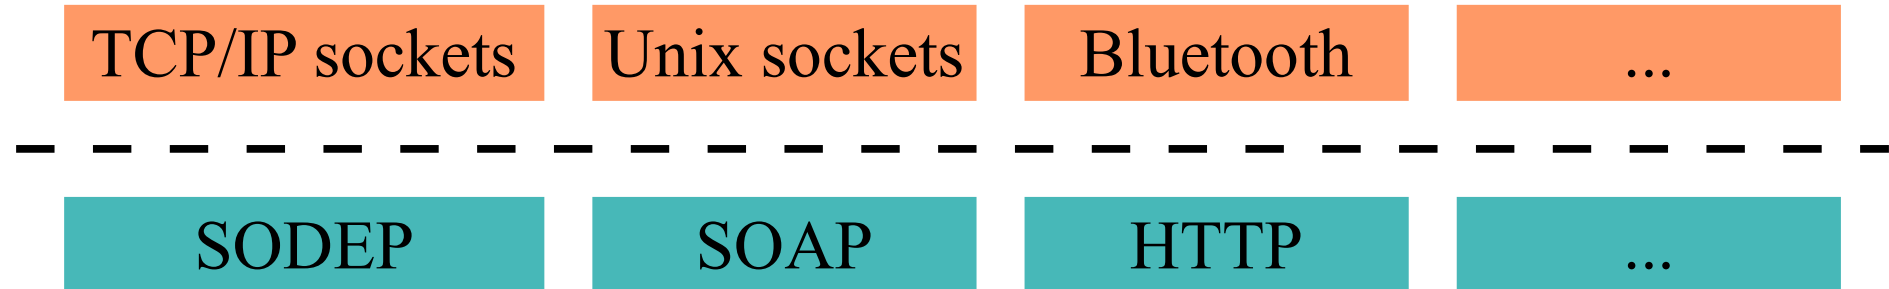 TCP/IP sockets Unix sockets Bluetooth ...
SODEP SOAP HTTP ...